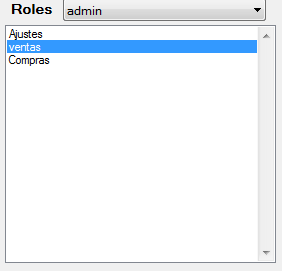 Roles admin
Ajustes
ventas
Compras